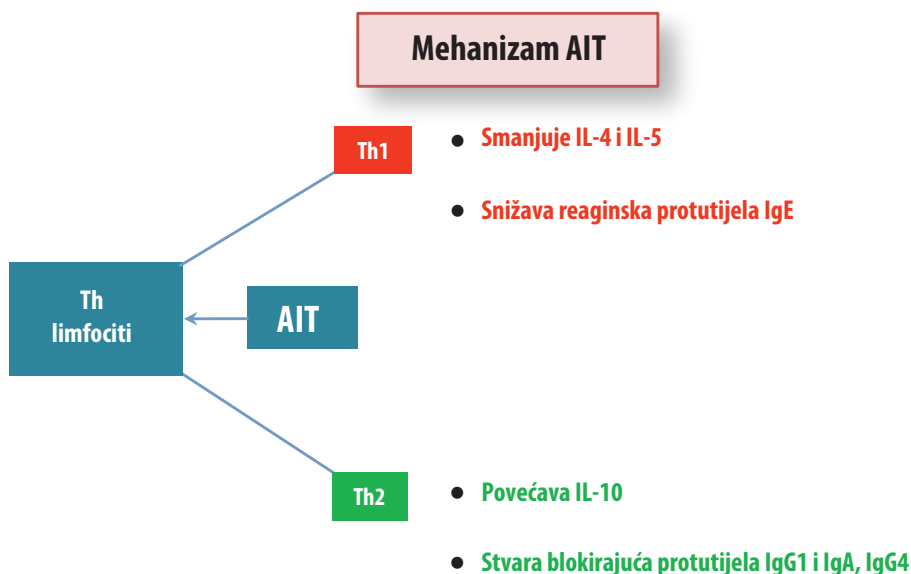 Mehanizam AIT
Th1
● Smanjuje IL-4 i IL-5
● Snižava reaginska protutijela IgE
Th
limfociti
AIT
Th2
● Povećava IL-10
● Stvara blokirajuća protutijela IgG1 i IgA, IgG4